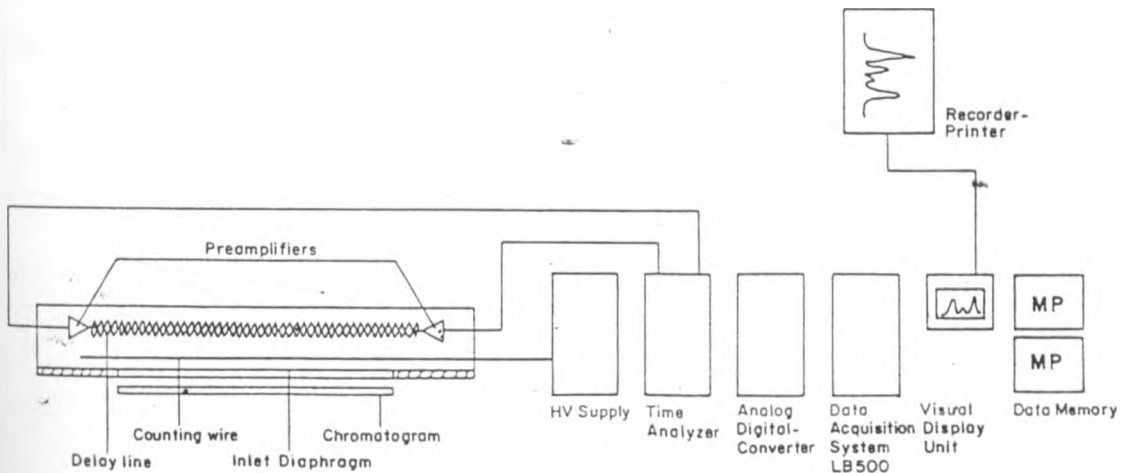 Recorder-
Printer
Preamplifiers
MP
MP
HV Supply
Time
Analyzer
Analog
Digital-
Converter
Data
Acquisition
System
LB500
Visual
Display
Unit
Data Memory
Counting wire
Chromatogram
Delay line
Inlet Diaphragm